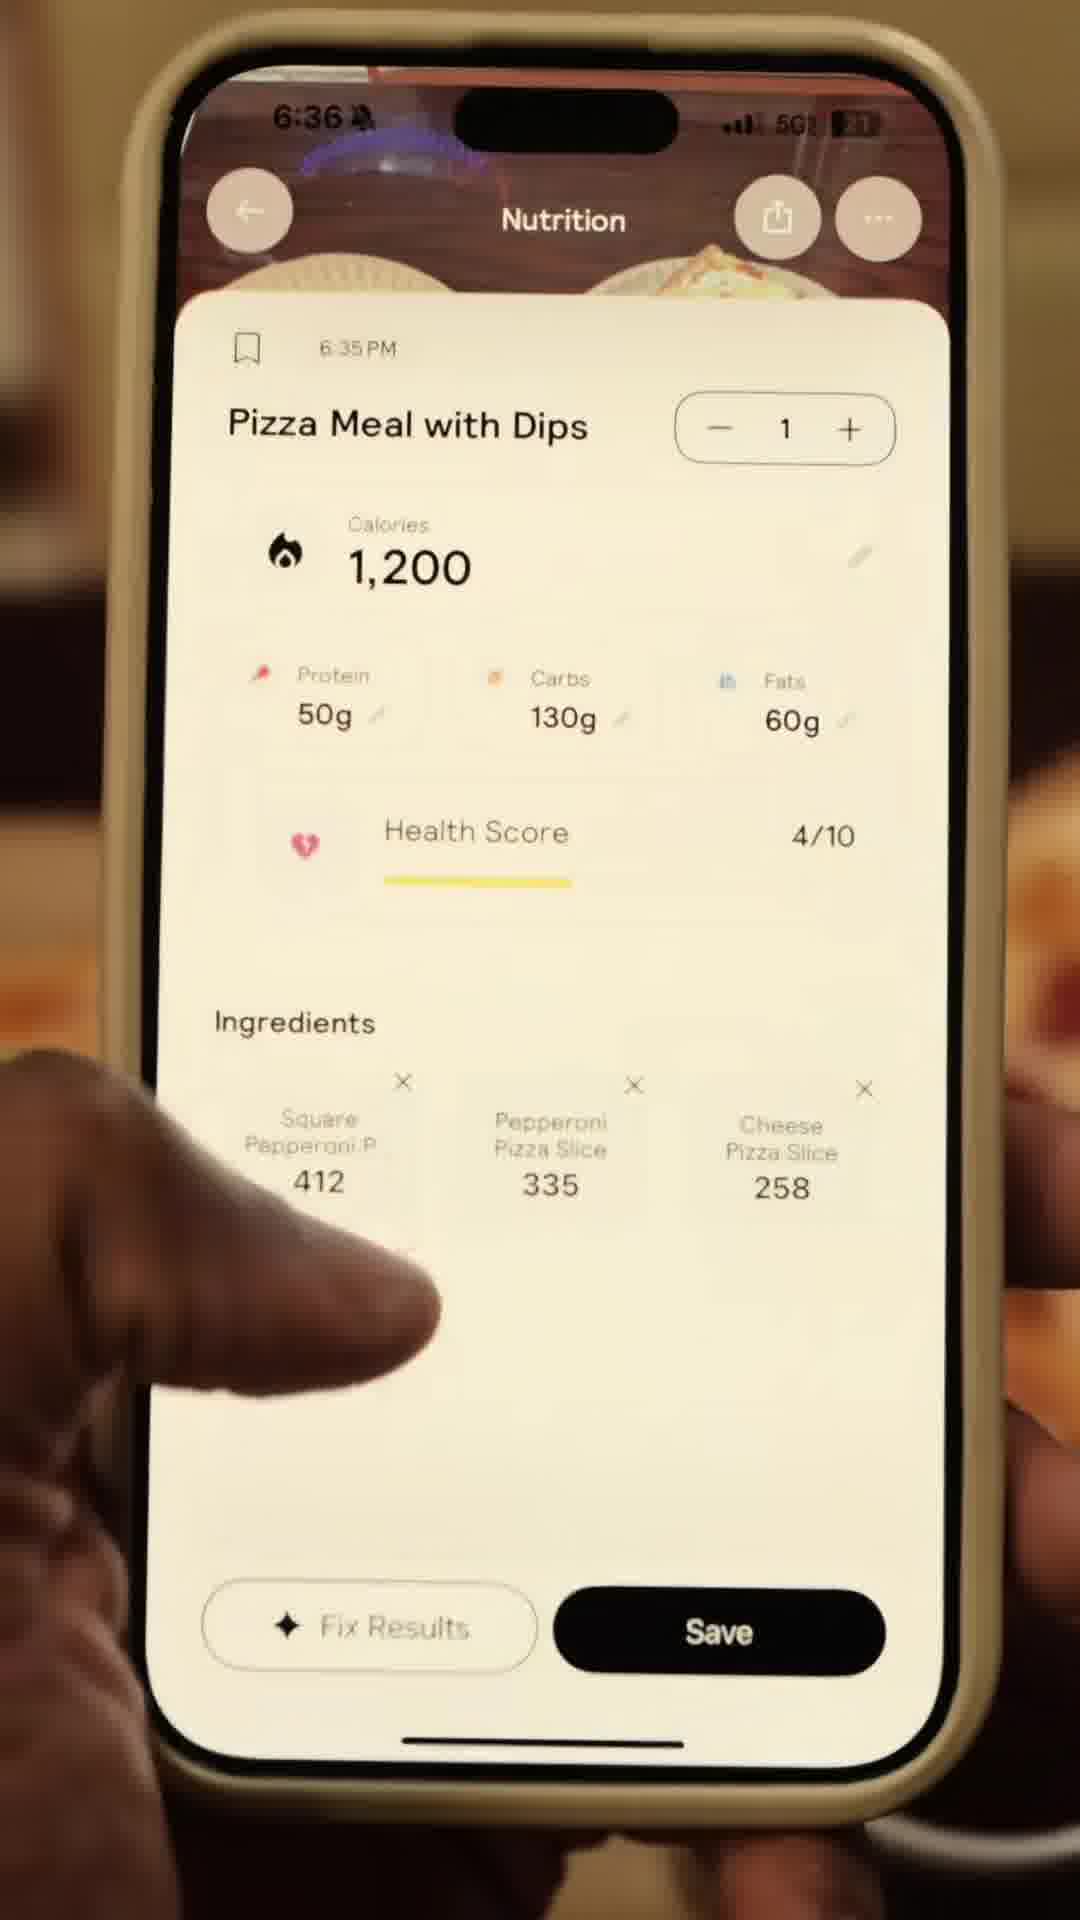 6:36
5G
Nutrition
6:35 PM
Pizza Meal with Dips
1
Calories
1,200
Protein
Carbs
Fats
50g
130g
60g
Health Score
4/10
Ingredients
Square
Pepperoni P
412
Pepperoni
Pizza Slice
335
Cheese
Pizza Slice
258
Fix Results
Save